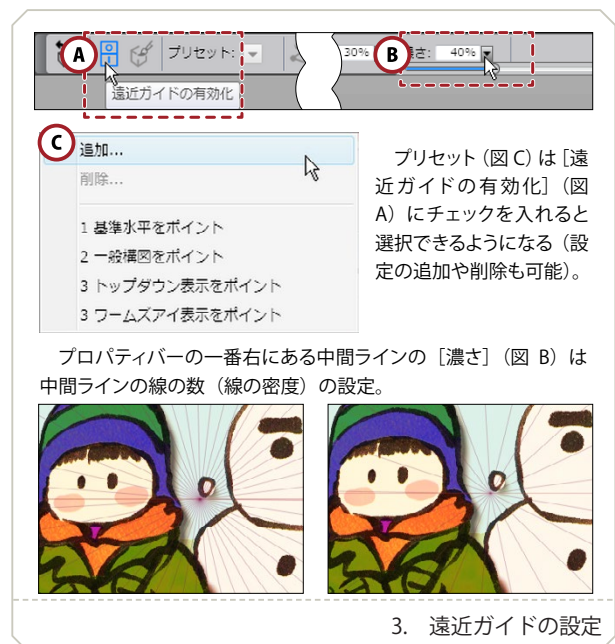 A
プリセット:
30%
B
さ: 40%
遠近ガイドの有効化
C
追加...
削除...
1 基準水平をポイント
2 一般構図をポイント
3 トップダウン表示をポイント
3 ワームズアイ表示をポイント
プリセット（図 C）は［遠
近ガイドの有効化］（図
A）にチェックを入れると
選択できるようになる（設
定の追加や削除も可能）。
プロパティバーの一番右にある中間ラインの［濃さ］（図 B）は
中間ラインの線の数（線の密度）の設定。
3. 遠近ガイドの設定